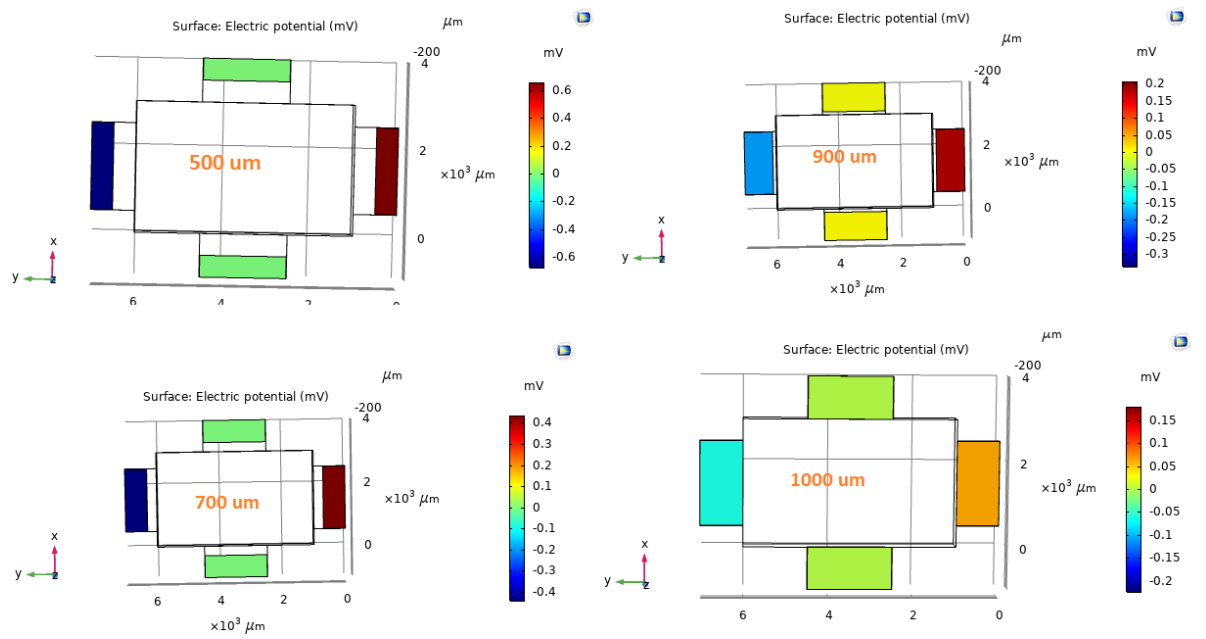 Surface: Electric potential (mV)
μm
-200
4
mV
0.6
0.4
0.2
0
-0.2
-0.4
-0.6
500 um
2
×10³ μm
0
x
y
z
6
4
2
0
Surface: Electric potential (mV)
μm
-200
4
mV
0.2
0.15
0.1
0.05
0
-0.05
-0.1
-0.15
-0.2
-0.25
-0.3
900 um
2
×10³ μm
0
x
y
z
6
4
2
0
×10³ μm
μm
-200
Surface: Electric potential (mV)
4
mV
0.4
0.3
0.2
0.1
0
-0.1
-0.2
-0.3
-0.4
700 um
2
×10³ μm
0
x
y
z
6
4
2
0
×10³ μm
μm
Surface: Electric potential (mV)
-200
4
mV
0.15
0.1
0.05
0
-0.05
-0.1
-0.15
-0.2
1000 um
2
×10³ μm
0
x
y
z
6
4
2
0